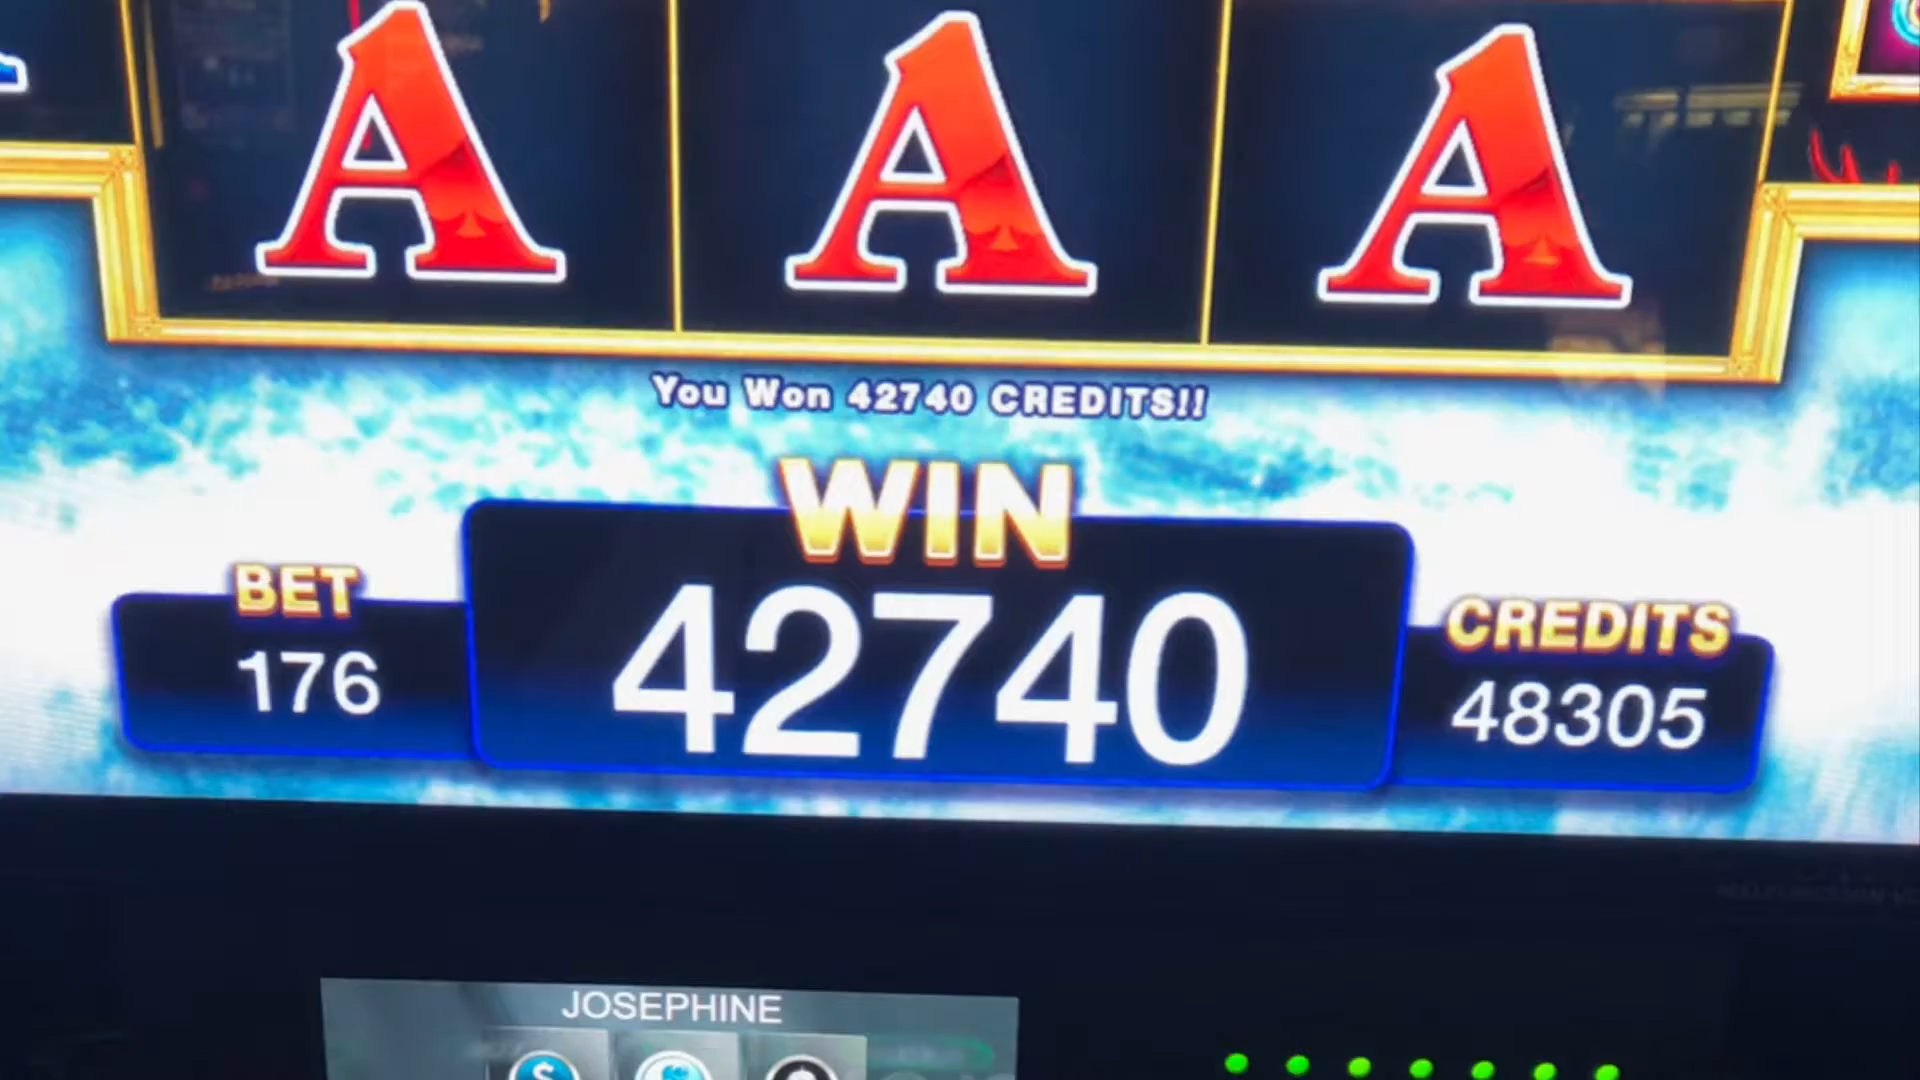 A A A
You Won 42740 CREDITS!!
WIN
BET
42740
CREDITS
176
48305
JOSEPHINE
$